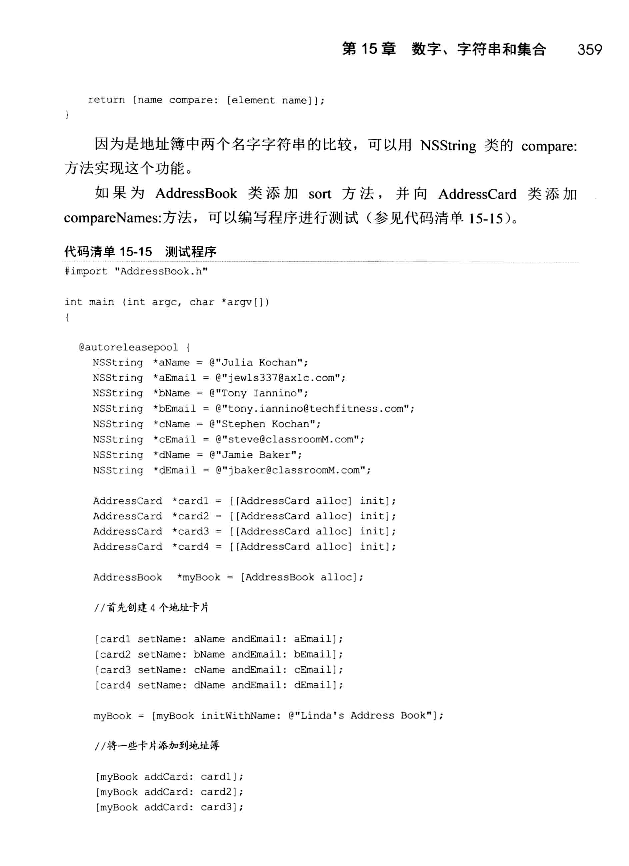 第 15 章 数字、字符串和集合 359
return [name compare: [element name]];
}
因为是地址簿中两个名字字符串的比较，可以用 NSString 类的 compare:
方法实现这个功能。
如果为 AddressBook 类添加 sort 方法，并向 AddressCard 类添加
compareNames:方法，可以编写程序进行测试（参见代码清单 15-15）。
代码清单 15-15 测试程序
#import "AddressBook.h"
int main (int argc, char *argv[])
{
@autoreleasepool {
NSString *aName = @"Julia Kochan";
NSString *aEmail = @"jewls337@axlc.com";
NSString *bName = @"Tony Iannino";
NSString *bEmail = @"tony.iannino@techfitness.com";
NSString *cName = @"Stephen Kochan";
NSString *cEmail = @"steve@classroomM.com";
NSString *dName = @"Jamie Baker";
NSString *dEmail = @"jbaker@classroomM.com";
AddressCard *card1 = [[AddressCard alloc] init];
AddressCard *card2 = [[AddressCard alloc] init];
AddressCard *card3 = [[AddressCard alloc] init];
AddressCard *card4 = [[AddressCard alloc] init];
AddressBook *myBook = [AddressBook alloc];
//首先创建 4 个地址卡片
[card1 setName: aName andEmail: aEmail];
[card2 setName: bName andEmail: bEmail];
[card3 setName: cName andEmail: cEmail];
[card4 setName: dName andEmail: dEmail];
myBook = [myBook initWithName: @"Linda's Address Book"];
//将一些卡片添加到地址簿
[myBook addCard: card1];
[myBook addCard: card2];
[myBook addCard: card3];